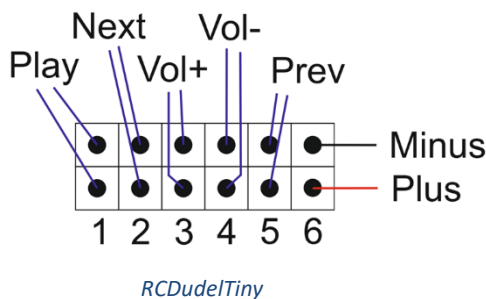 Next Vol-
Play Vol+ Prev
Minus
Plus
1 2 3 4 5 6
RCDudelTiny